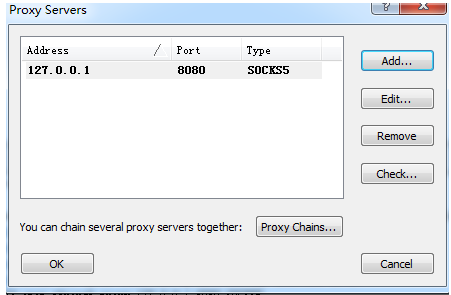 Proxy Servers
Address / Port Type
127.0.0.1 8080 SOCKS5
Add...
Edit...
Remove
Check...
You can chain several proxy servers together: Proxy Chains...
OK Cancel